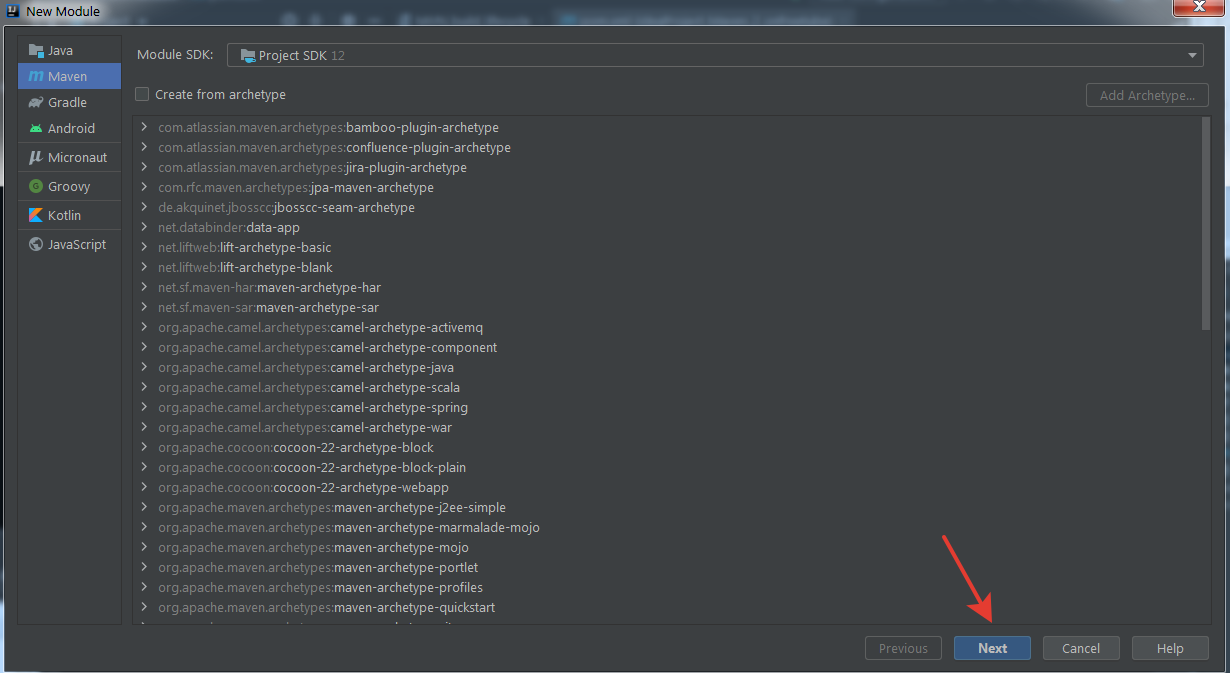 New Module
Java
Maven
Gradle
Android
Micronaut
Groovy
Kotlin
JavaScript
Module SDK: Project SDK 12
Create from archetype
Add Archetype...
com.atlassian.maven.archetypes:bamboo-plugin-archetype
com.atlassian.maven.archetypes:confluence-plugin-archetype
com.atlassian.maven.archetypes:jira-plugin-archetype
com.rfc.maven.archetypes:jpa-maven-archetype
de.akquinet.jbosscc:jbosscc-seam-archetype
net.databinder:data-app
net.liftweb:lift-archetype-basic
net.liftweb:lift-archetype-blank
net.sf.maven-har:maven-archetype-har
net.sf.maven-sar:maven-archetype-sar
org.apache.camel.archetypes:camel-archetype-activemq
org.apache.camel.archetypes:camel-archetype-component
org.apache.camel.archetypes:camel-archetype-java
org.apache.camel.archetypes:camel-archetype-scala
org.apache.camel.archetypes:camel-archetype-spring
org.apache.camel.archetypes:camel-archetype-war
org.apache.cocoon:cocoon-22-archetype-block
org.apache.cocoon:cocoon-22-archetype-block-plain
org.apache.cocoon:cocoon-22-archetype-webapp
org.apache.maven.archetypes:maven-archetype-j2ee-simple
org.apache.maven.archetypes:maven-archetype-marmalade-mojo
org.apache.maven.archetypes:maven-archetype-mojo
org.apache.maven.archetypes:maven-archetype-portlet
org.apache.maven.archetypes:maven-archetype-profiles
org.apache.maven.archetypes:maven-archetype-quickstart
Previous
Next
Cancel
Help